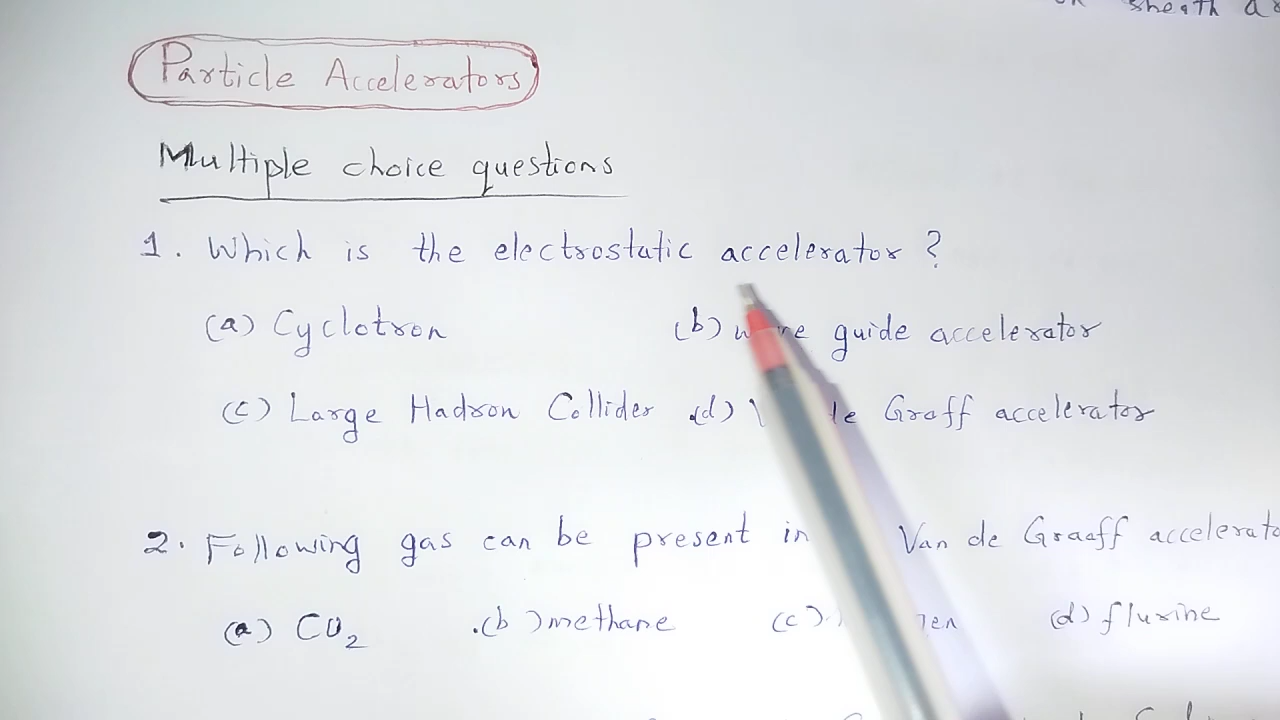 sheath
Particle Accelerators
Multiple choice questions
1. Which is the electrostatic accelerator ?
(a) Cyclotron (b) guide accelerator
(c) Large Hadron Collider (d) Graff accelerator
2. Following gas can be present in Van de Graaff
(a) CO2 (b) methane (c) (d) flurine